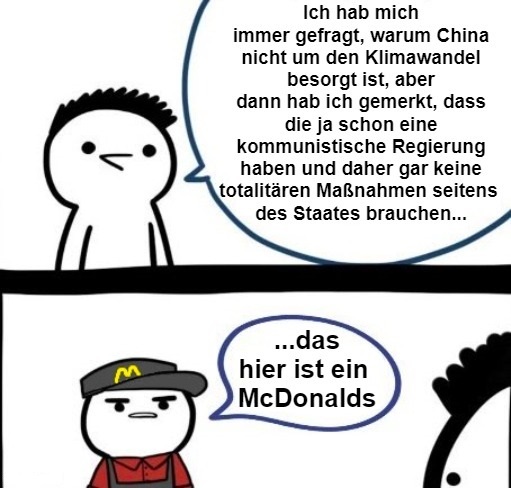 Ich hab mich
immer gefragt, warum China
nicht um den Klimawandel
besorgt ist, aber
dann hab ich gemerkt, dass
die ja schon eine
kommunistische Regierung
haben und daher gar keine
totalitären Maßnahmen seitens
des Staates brauchen...
...das
hier ist ein
McDonalds